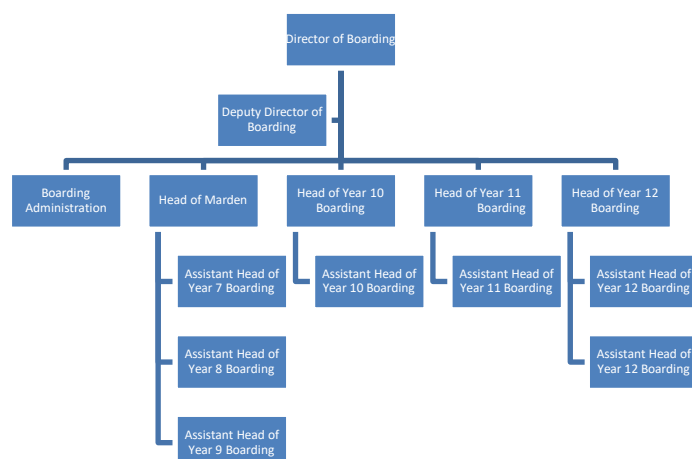 Director of Boarding
Deputy Director of
Boarding
Boarding
Administration
Head of Marden
Head of Year 10
Boarding
Head of Year 11
Boarding
Head of Year 12
Boarding
Assistant Head of
Year 7 Boarding
Assistant Head of
Year 10 Boarding
Assistant Head of
Year 11 Boarding
Assistant Head of
Year 12 Boarding
Assistant Head of
Year 8 Boarding
Assistant Head of
Year 12 Boarding
Assistant Head of
Year 9 Boarding